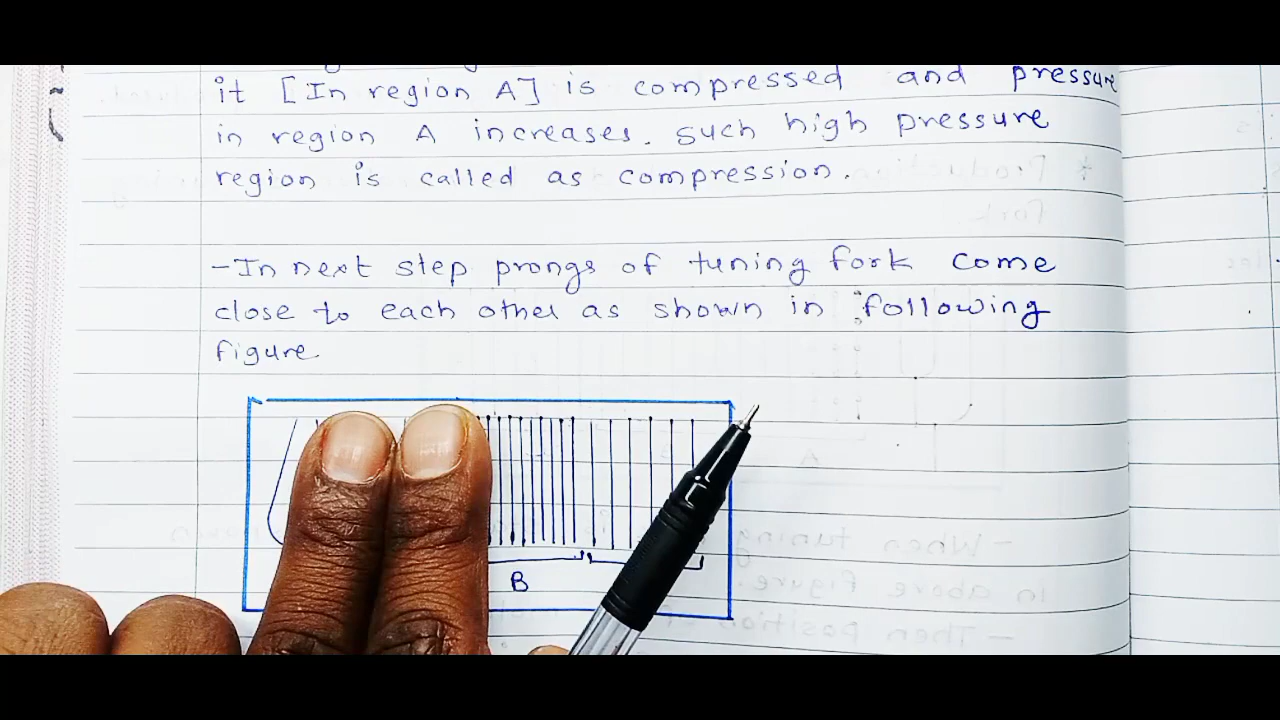 it [In region A] is compressed and pressure
in region A increases. such high pressure
region is called as compression.
-In next step prongs of tuning fork come
close to each other as shown in following
figure.
B